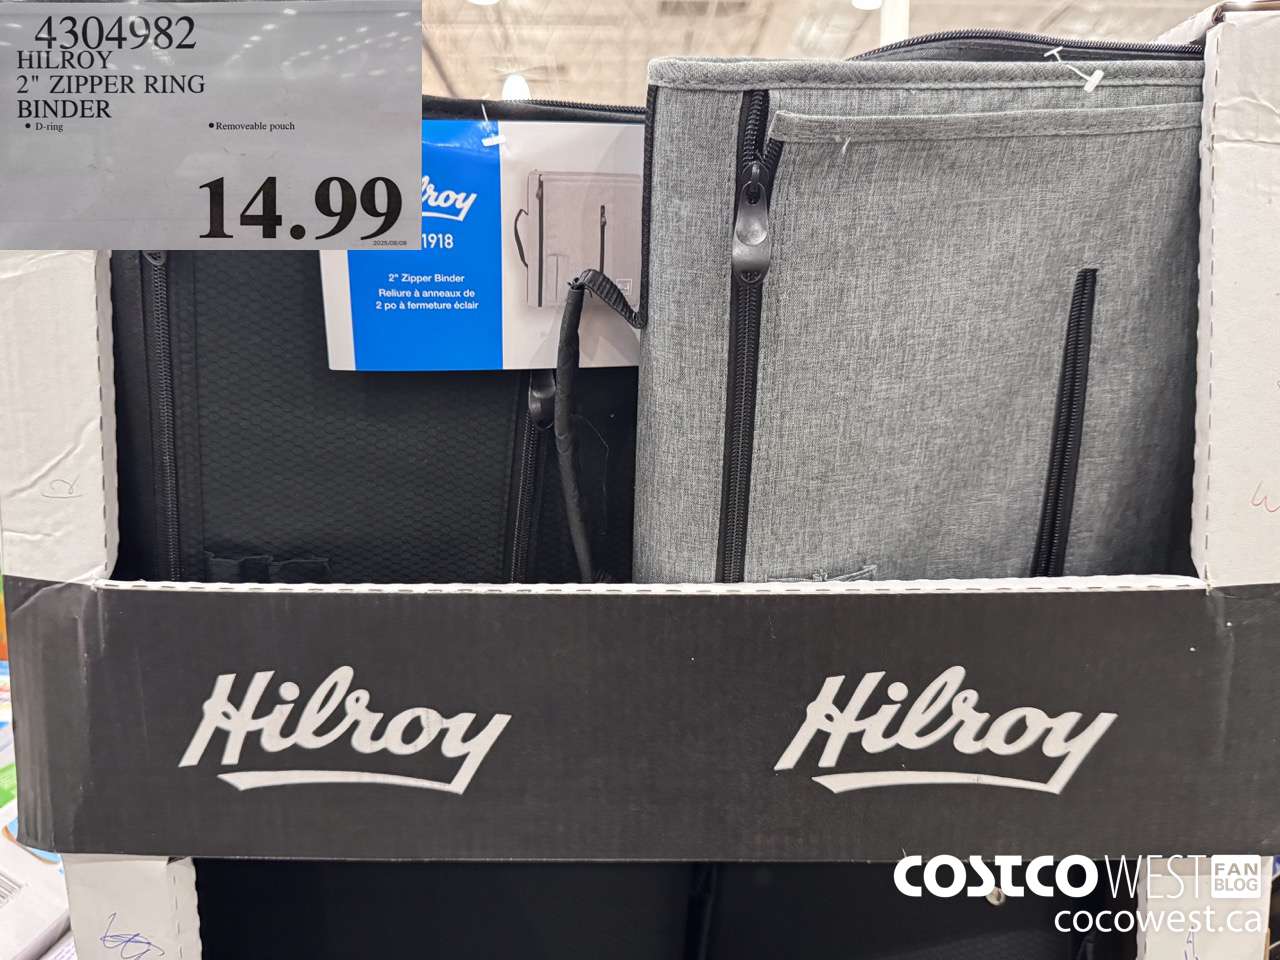 4304982
HILROY
2" ZIPPER RING
BINDER
• D-ring
• Removeable pouch
14.99
2025/08/08
1918
2" Zipper Binder
Reliure à anneaux de
2 po à fermeture éclair
Hilroy
Hilroy
COSTCO WEST FAN BLOG
cocowest.ca